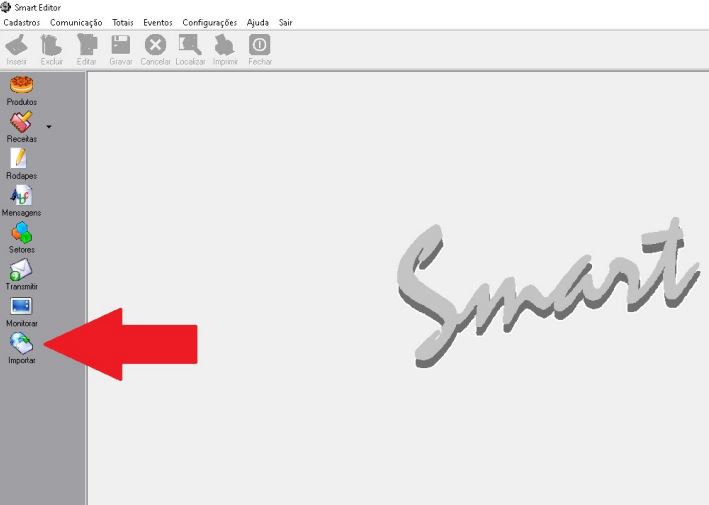 Smart Editor
Cadastros Comunicação Totais Eventos Configurações Ajuda Sair
Inserir Excluir Editar Gravar Cancelar Localizar Imprimir Fechar
Produtos
Receitas
Rodapes
Mensagens
Setores
Transmitir
Monitorar
Importar
Smart